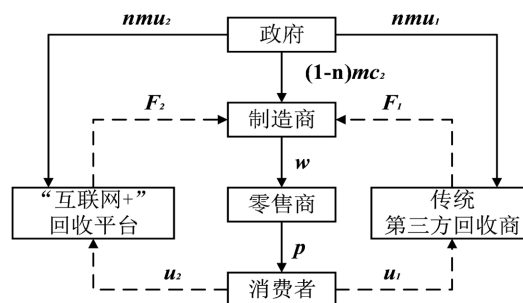 nmu₂
政府
nmu₁
(1-n)mc₂
F₂
制造商
F₁
w
“互联网+”
回收平台
零售商
传统
第三方回收商
p
u₂
消费者
u₁